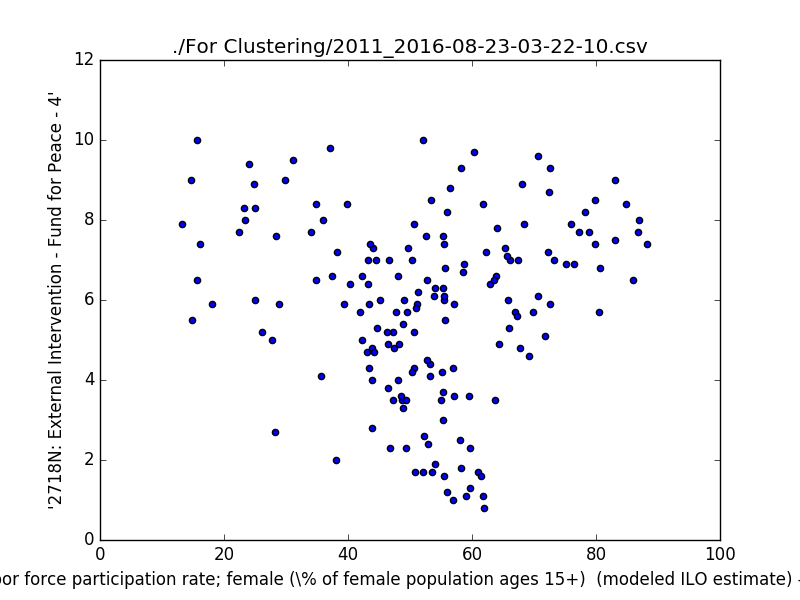 ./For Clustering/2011_2016-08-23-03-22-10.csv
12
10
8
6
4
2
0
'2718N: External Intervention - Fund for Peace - 4'
0 20 40 60 80 100
force participation rate; female (\% of female population ages 15+) (modeled ILO estimate)